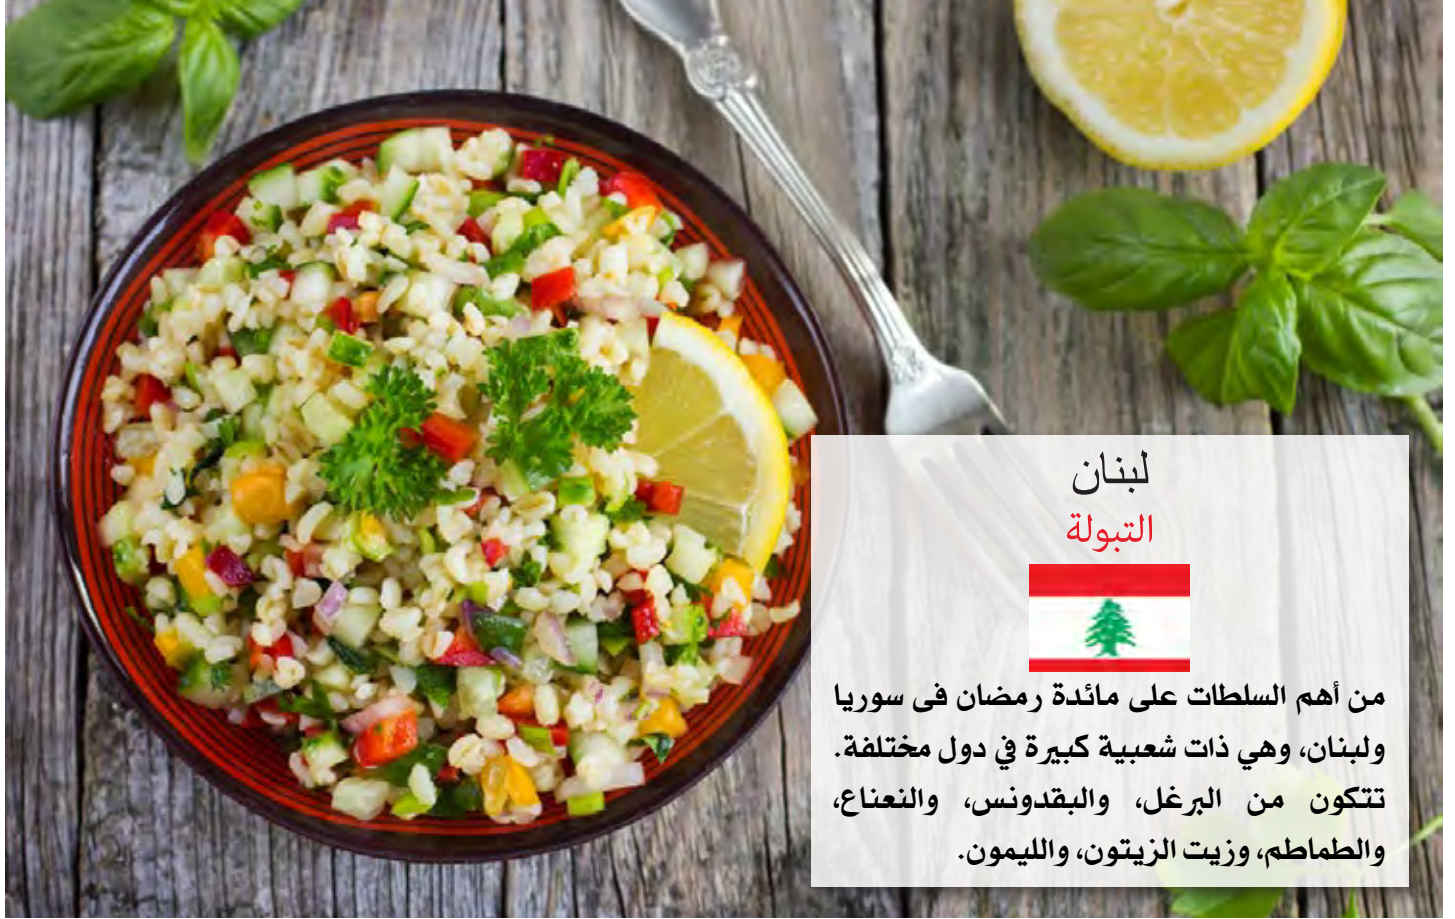 لبنان
التبولة
من أهم السلطات على مائدة رمضان فى سوريا
ولبنان، وهي ذات شعبية كبيرة في دول مختلفة.
تتكون من البرغل، والبقدونس، والنعناع،
والطماطم، وزيت الزيتون، والليمون.